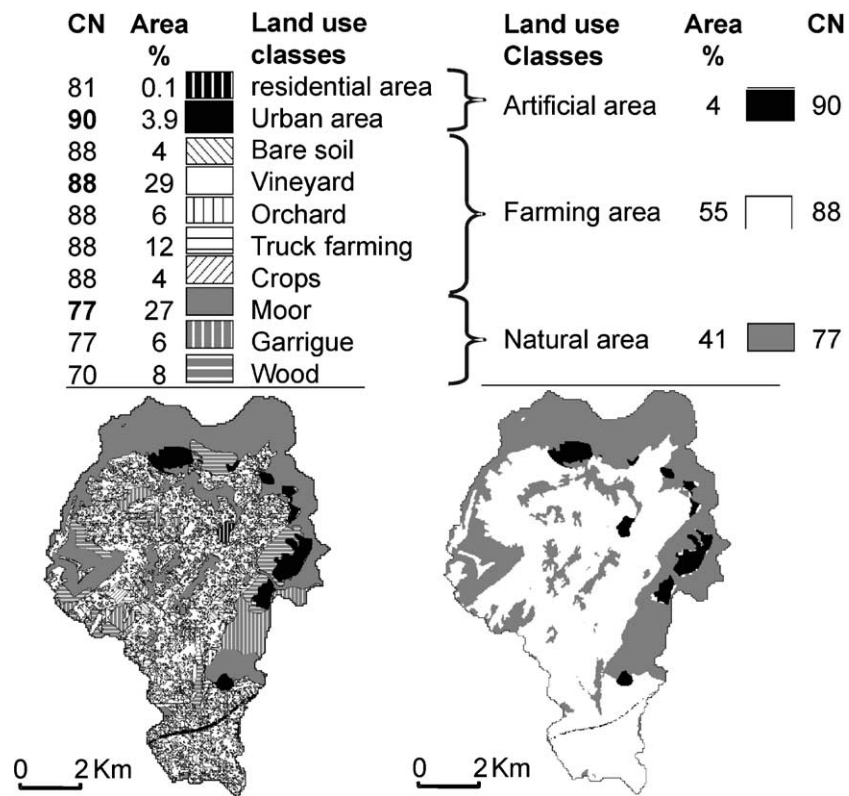 CN Area Land use Land use Area CN
% classes Classes %
81 0.1 residential area
90 3.9 Urban area
Artificial area 4 90
88 4 Bare soil
88 29 Vineyard
88 6 Orchard
Farming area 55 88
88 12 Truck farming
88 4 Crops
77 27 Moor
77 6 Garrigue
Natural area 41 77
70 8 Wood
0 2 Km
0 2 Km